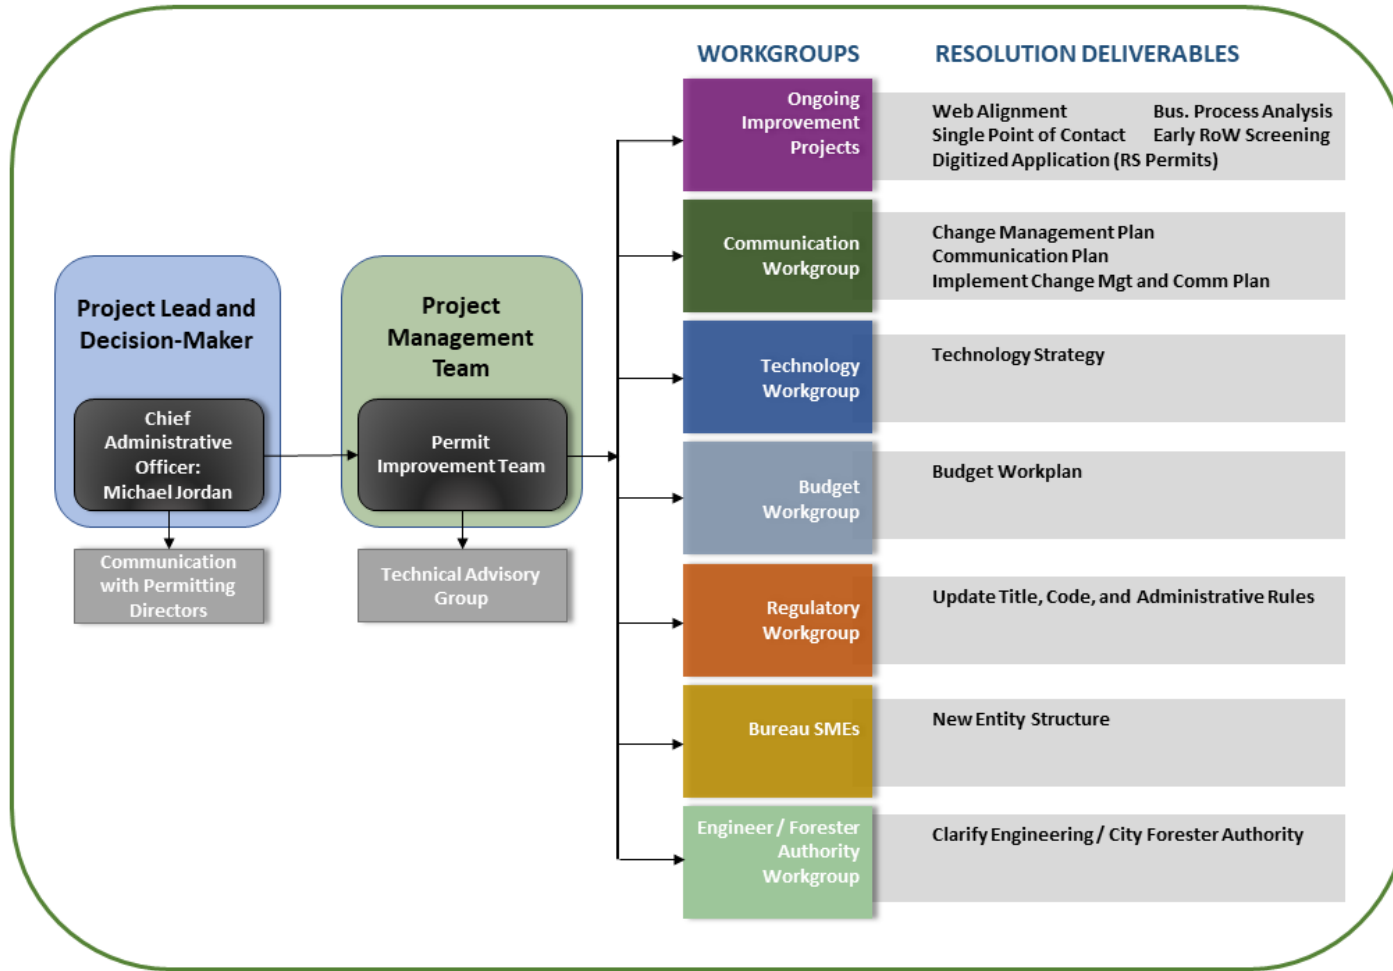 WORKGROUPS
RESOLUTION DELIVERABLES
Project Lead and
Decision-Maker
Chief
Administrative
Officer:
Michael Jordan
Communication
with Permitting
Directors
Project
Management
Team
Permit
Improvement Team
Technical Advisory
Group
Ongoing
Improvement
Projects
Web Alignment
Bus. Process Analysis
Single Point of Contact
Early RoW Screening
Digitized Application (RS Permits)
Communication
Workgroup
Change Management Plan
Communication Plan
Implement Change Mgt and Comm Plan
Technology
Workgroup
Technology Strategy
Budget
Workgroup
Budget Workplan
Regulatory
Workgroup
Update Title, Code, and Administrative Rules
Bureau SMEs
New Entity Structure
Engineer / Forester
Authority
Workgroup
Clarify Engineering / City Forester Authority